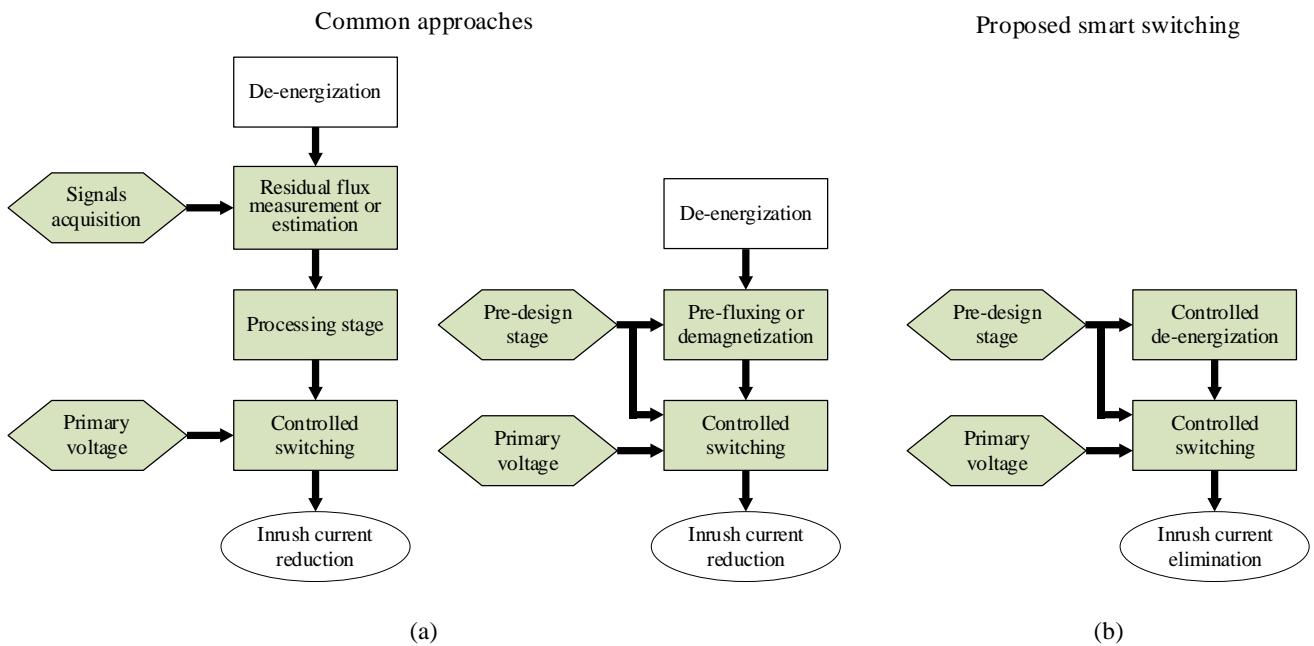 Common approaches
Proposed smart switching
De-energization
Signals
acquisition
Residual flux
measurement or
estimation
Processing stage
Primary
voltage
Controlled
switching
Inrush current
reduction
De-energization
Pre-design
stage
Pre-fluxing or
demagnetization
Primary
voltage
Controlled
switching
Inrush current
reduction
Pre-design
stage
Controlled
de-energization
Primary
voltage
Controlled
switching
Inrush current
elimination
(a)
(b)